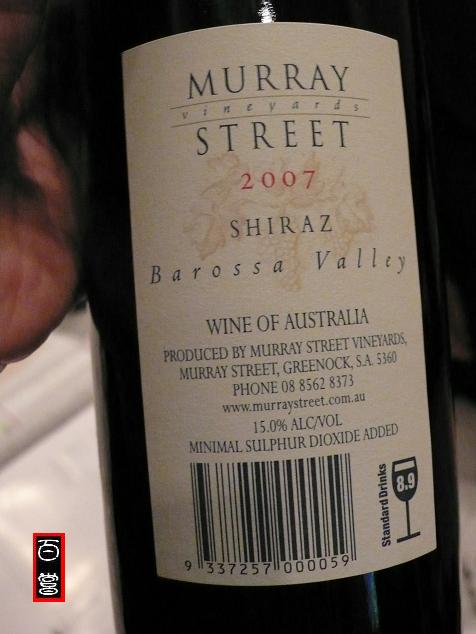 MURRAY
vineyards
STREET
2007
SHIRAZ
Barossa Valley
WINE OF AUSTRALIA
PRODUCED BY MURRAY STREET VINEYARDS,
MURRAY STREET, GREENOCK, S.A. 5360
PHONE 08 8562 8373
www.murraystreet.com.au
15.0% ALC/VOL
MINIMAL SULPHUR DIOXIDE ADDED
Standard Drinks
8.9
9 337257 000059